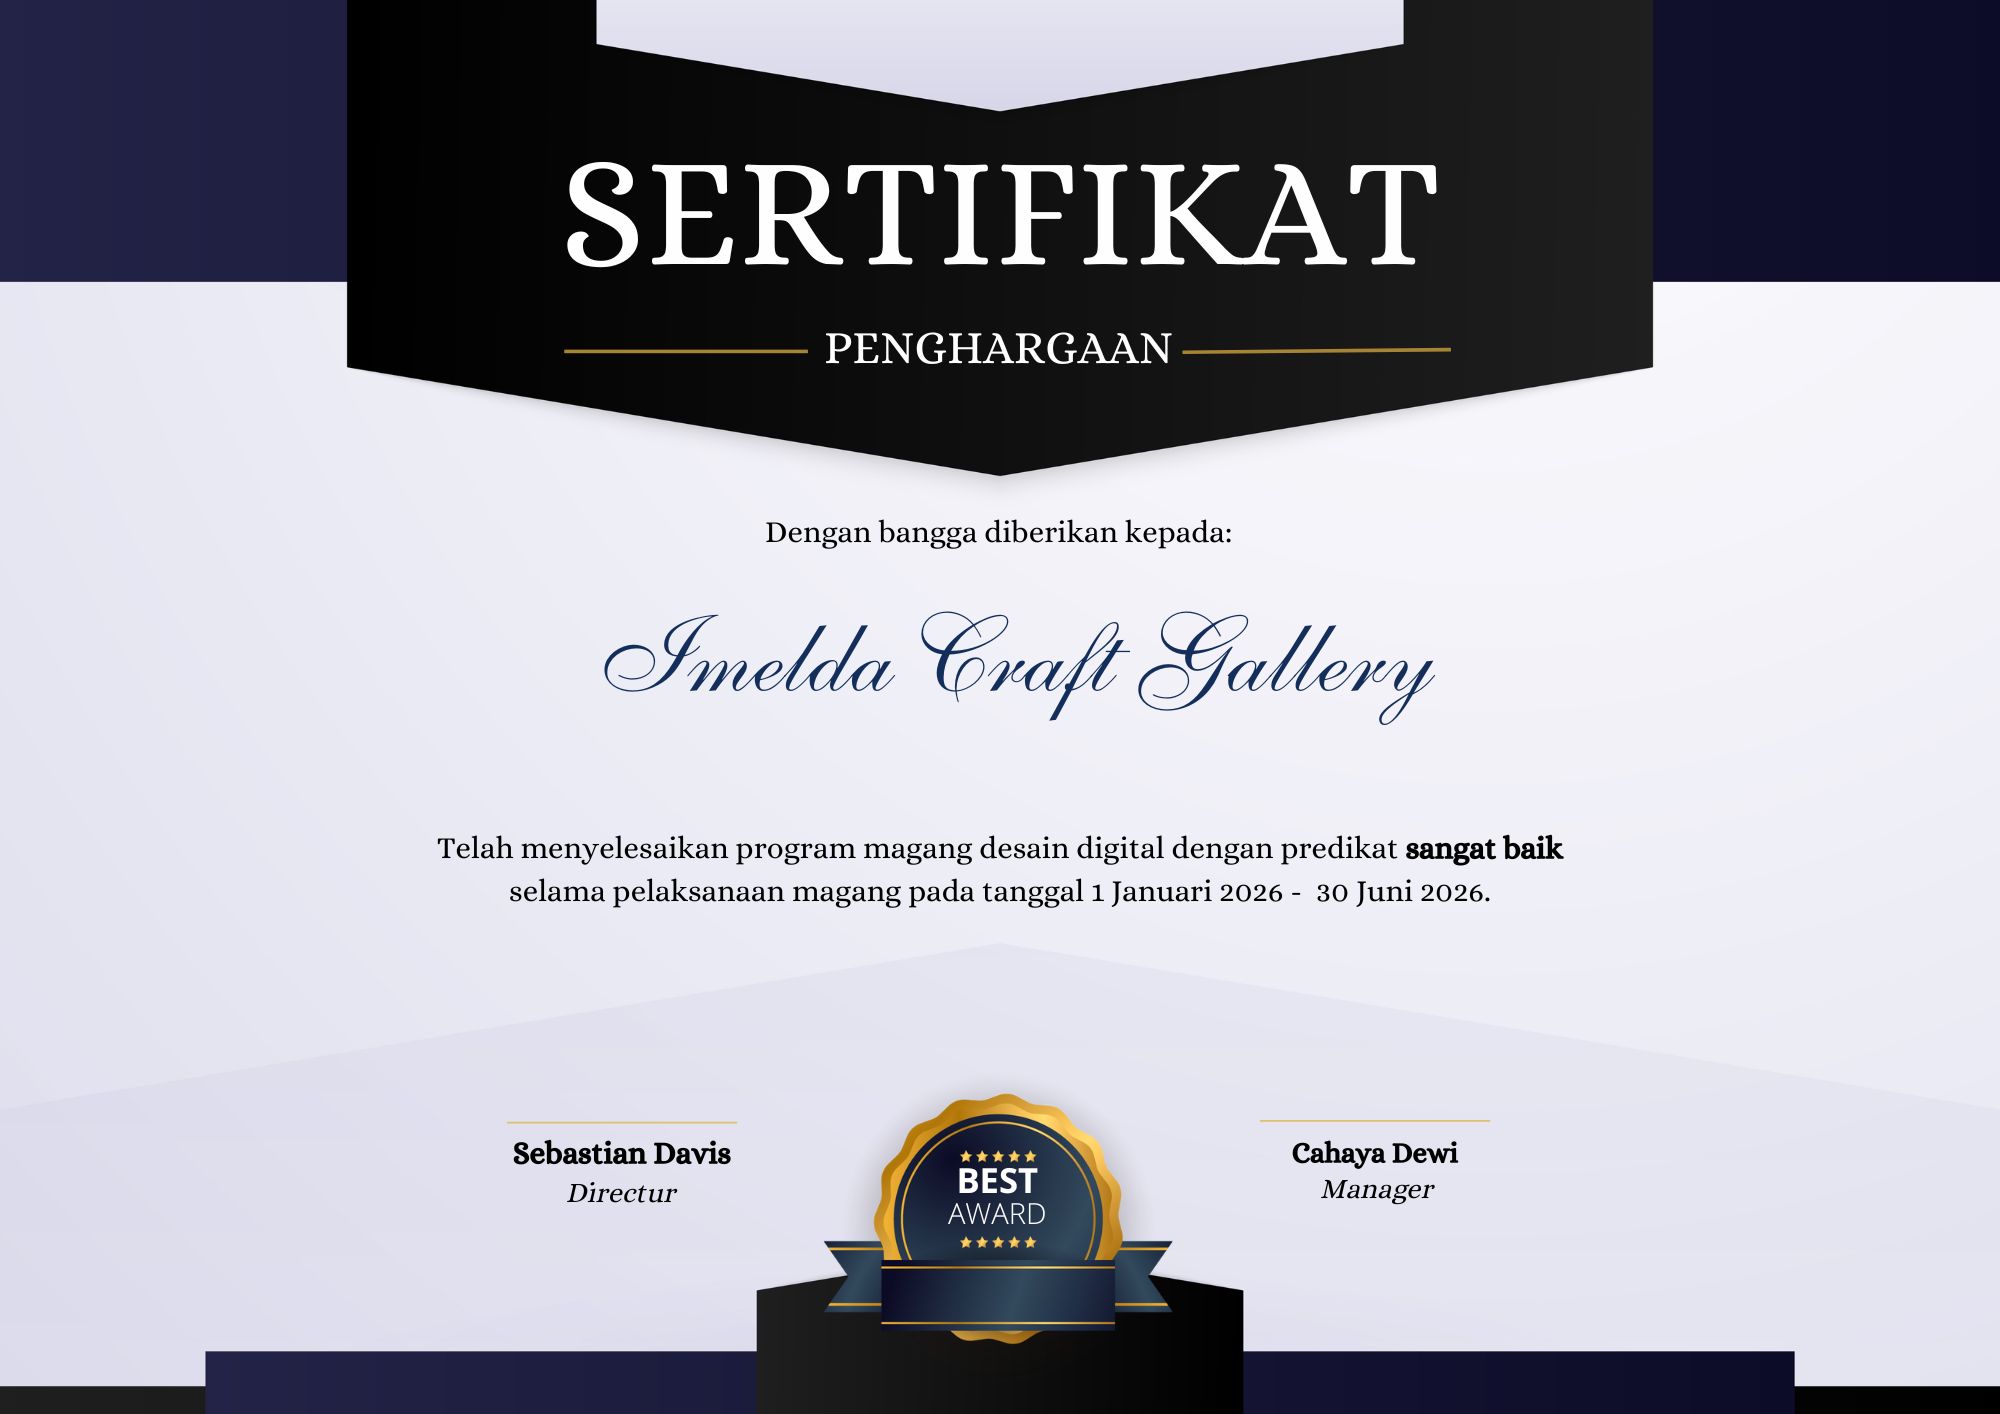 SERTIFIKAT
PENGHARGAAN
Dengan bangga diberikan kepada:
Imelda Craft Gallery
Telah menyelesaikan program magang desain digital dengan predikat sangat baik
selama pelaksanaan magang pada tanggal 1 Januari 2026 - 30 Juni 2026.
Sebastian Davis
Directur
BEST
AWARD
Cahaya Dewi
Manager